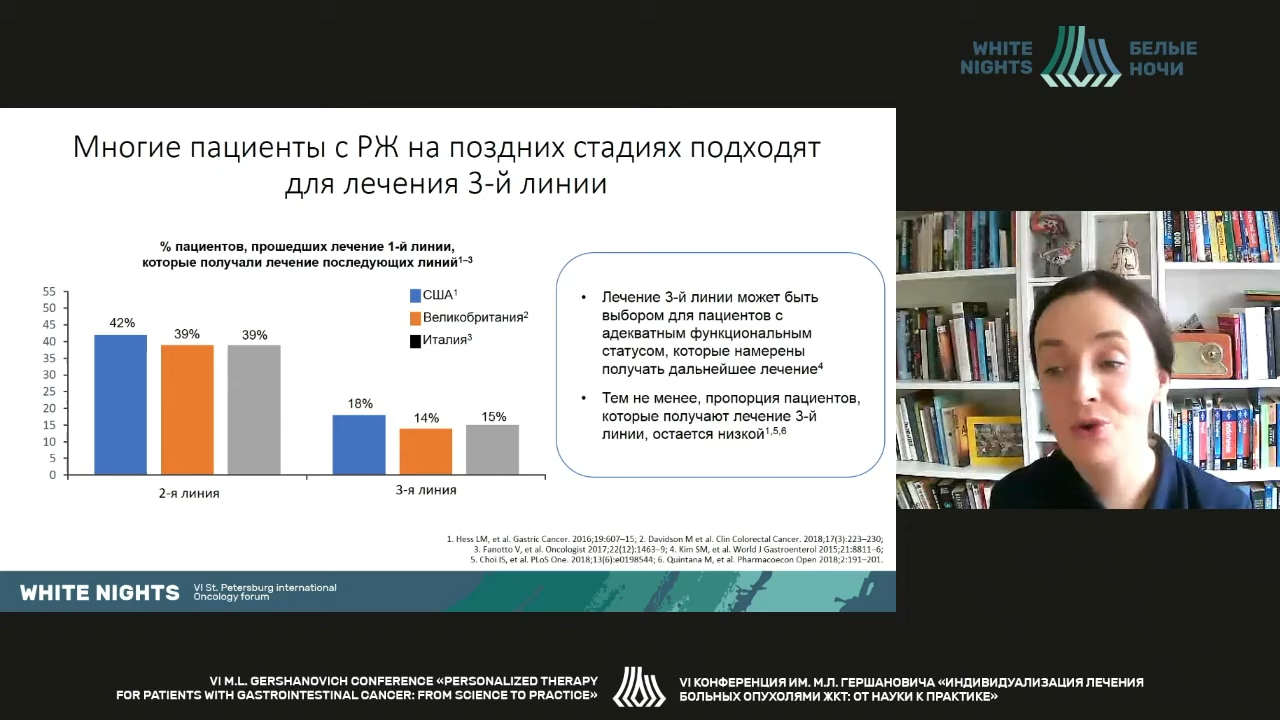 WHITE
NIGHTS
БЕЛЫЕ
НОЧИ
Многие пациенты с РЖ на поздних стадиях подходят
для лечения 3-й линии
% пациентов, прошедших лечение 1-й линии,
которые получали лечение последующих линий¹⁻³
55
50
45
40
35
30
25
20
15
10
5
0
42%
39%
39%
18%
14%
15%
США¹
Великобритания²
Италия³
2-я линия
3-я линия
• Лечение 3-й линии может быть
выбором для пациентов с
адекватным функциональным
статусом, которые намерены
получать дальнейшее лечение⁴
• Тем не менее, пропорция пациентов,
которые получают лечение 3-й
линии, остается низкой¹,⁵,⁶
1. Hess LM, et al. Gastric Cancer. 2016;19:607–15; 2. Davidson M et al. Clin Colorectal Cancer. 2018;17(3):223–230;
3. Fanotto V, et al. Oncologist 2017;22(12):1463–9; 4. Kim SM, et al. World J Gastroenterol 2015;21:8811–6;
5. Choi IS, et al. PLoS One. 2018;13(6):e0198544; 6. Quintana M, et al. Pharmacoecon Open 2018;2:191–201.
WHITE NIGHTS
VI St. Petersburg international
Oncology forum
VI M.L. GERSHANOVICH CONFERENCE «PERSONALIZED THERAPY
FOR PATIENTS WITH GASTROINTESTINAL CANCER: FROM SCIENCE TO PRACTICE»
VI КОНФЕРЕНЦИЯ ИМ. М.Л. ГЕРШАНОВИЧА «ИНДИВИДУАЛИЗАЦИЯ ЛЕЧЕНИЯ
БОЛЬНЫХ ОПУХОЛЯМИ ЖКТ: ОТ НАУКИ К ПРАКТИКЕ»